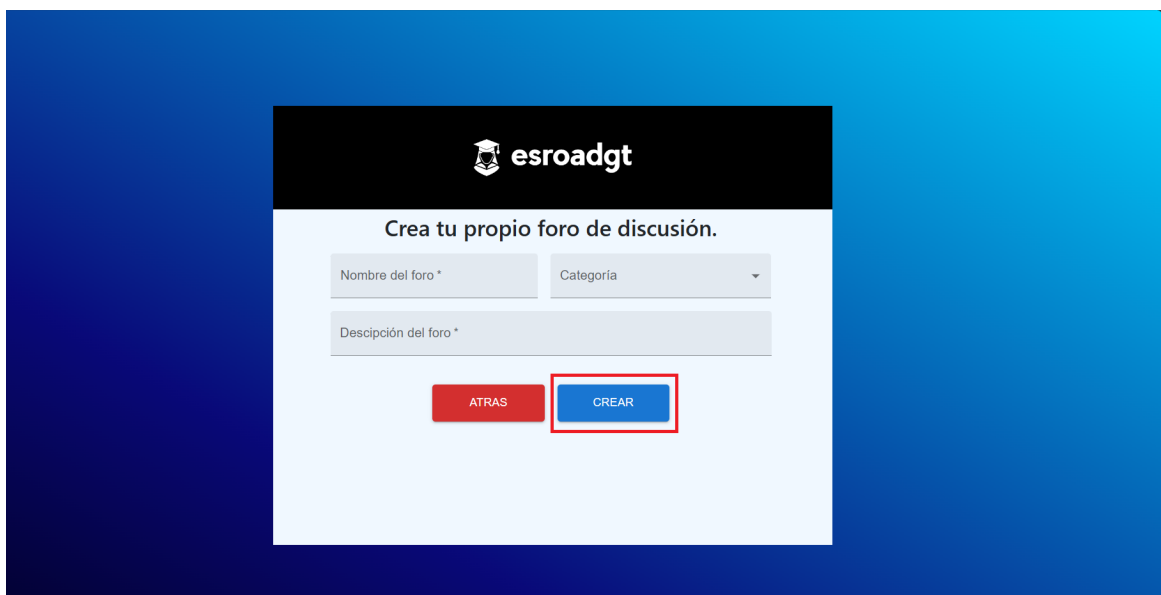 esroadgt
Crea tu propio foro de discusión.
Nombre del foro *
Categoría
Descipción del foro *
ATRAS
CREAR